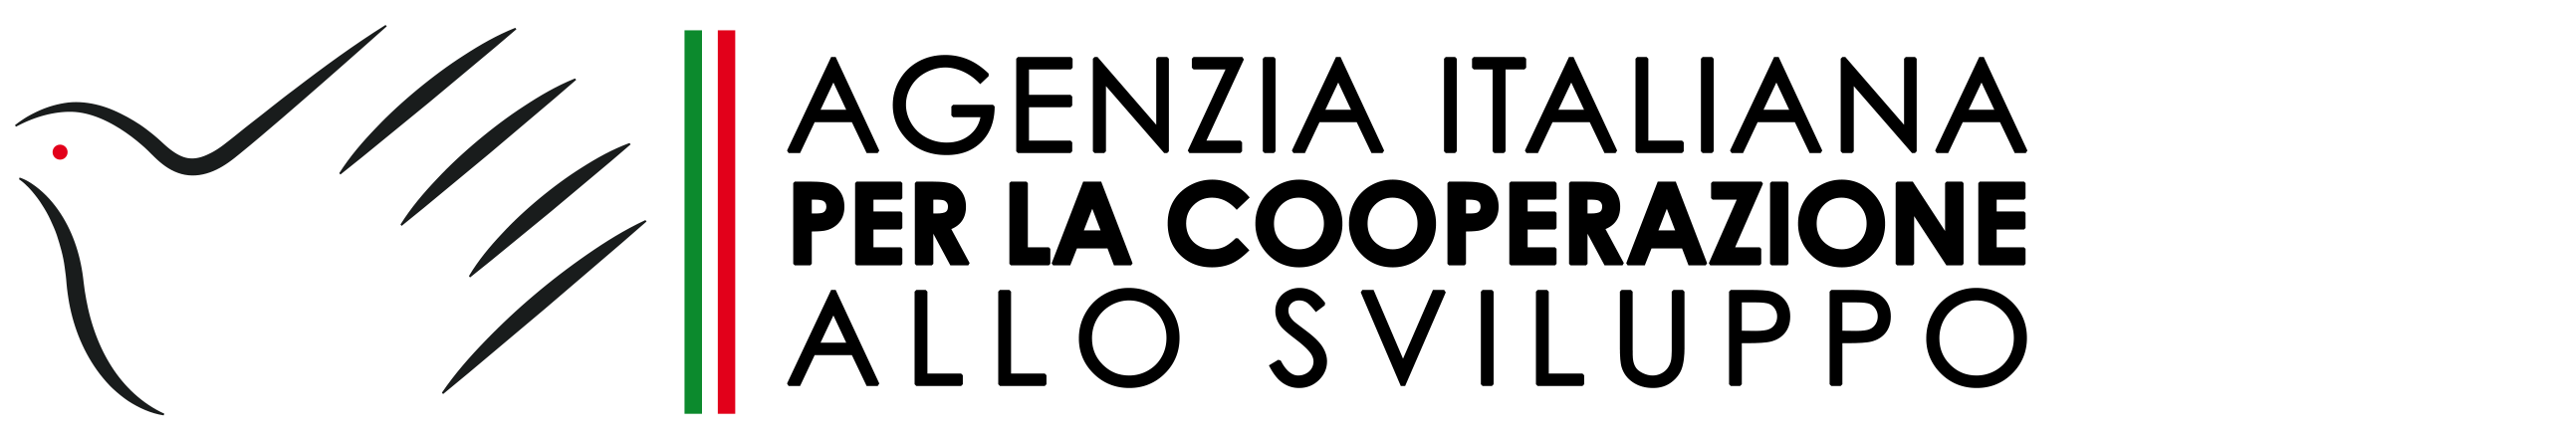 AGENZIA ITALIANA
PER LA COOPERAZIONE
ALLO SVILUPPO